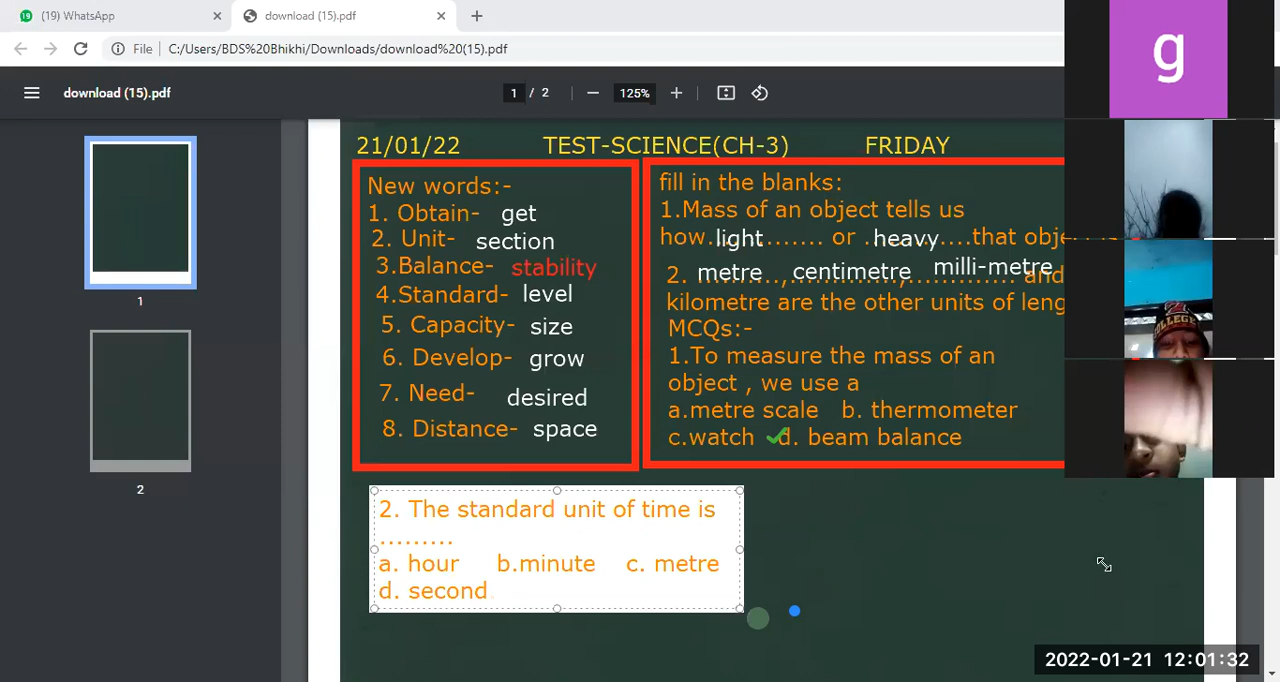 19 (19) WhatsApp
download (15).pdf
File C:/Users/BDS%20Bhikhi/Downloads/download%20(15).pdf
download (15).pdf
1 / 2
125%
1
2
21/01/22 TEST-SCIENCE(CH-3) FRIDAY
New words:-
1. Obtain- get
2. Unit- section
3.Balance- stability
4.Standard- level
5. Capacity- size
6. Develop- grow
7. Need- desired
8. Distance- space
fill in the blanks:
1.Mass of an object tells us
how light or heavy that
2. metre, centimetre, milli-metre and
kilometre are the other units of
MCQs:-
1.To measure the mass of an
object , we use a
a.metre scale b. thermometer
c.watch ✓ d. beam balance
2. The standard unit of time is
.........
a. hour b.minute c. metre
d. second
g
COLLEGE
2022-01-21 12:01:32